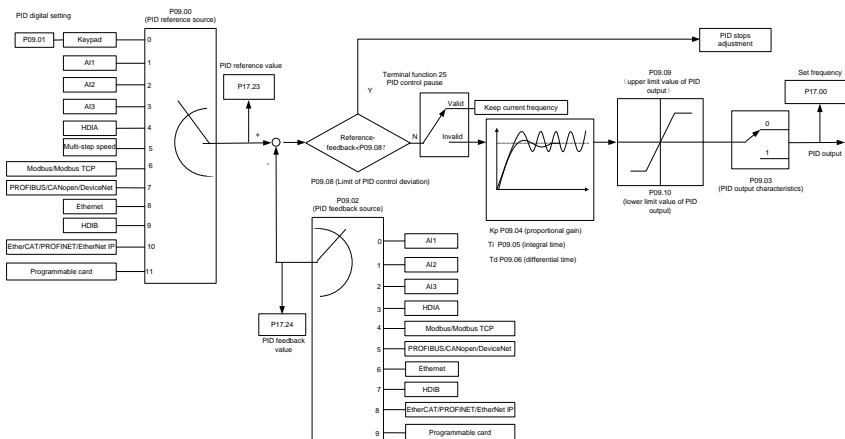 PID digital setting
P09.00
(PID reference source)
P09.01
Keypad
0
AI1
1
AI2
2
AI3
3
HDIA
4
Multi-step speed
5
Modbus/Modbus TCP
6
PROFIBUS/CANopen/DeviceNet
7
Ethernet
8
HDIB
9
EtherCAT/PROFINET/EtherNet IP
10
Programmable card
11
PID reference value
P17.23
+
-
Y
Reference-
feedback<P09.08?
N
P09.08 (Limit of PID control deviation)
Terminal function 25
PID control pause
Valid
Invalid
Keep current frequency
PID stops
adjustment
Kp P09.04 (proportional gain)
Ti P09.05 (integral time)
Td P09.06 (differential time)
P09.09
(upper limit value of PID
output)
P09.10
(lower limit value of PID
output)
0
1
P09.03
(PID output characteristics)
Set frequency
P17.00
PID output
P09.02
(PID feedback source)
P17.24
PID feedback
value
0
AI1
1
AI2
2
AI3
3
HDIA
4
Modbus/Modbus TCP
5
PROFIBUS/CANopen/DeviceNet
6
Ethernet
7
HDIB
8
EtherCAT/PROFINET/EtherNet IP
9
Programmable card